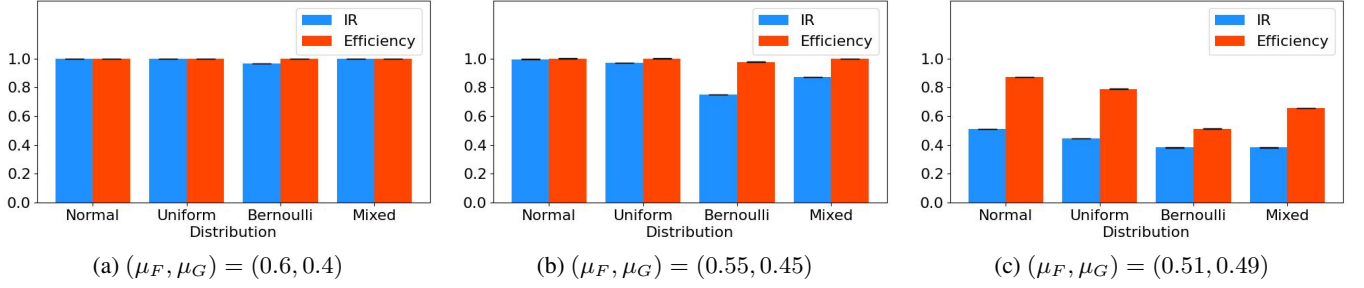 IR
Efficiency
1.0
0.8
0.6
0.4
0.2
0.0
Normal Uniform Bernoulli Mixed
Distribution
(a) (μ_F, μ_G) = (0.6, 0.4)
IR
Efficiency
1.0
0.8
0.6
0.4
0.2
0.0
Normal Uniform Bernoulli Mixed
Distribution
(b) (μ_F, μ_G) = (0.55, 0.45)
IR
Efficiency
1.0
0.8
0.6
0.4
0.2
0.0
Normal Uniform Bernoulli Mixed
Distribution
(c) (μ_F, μ_G) = (0.51, 0.49)